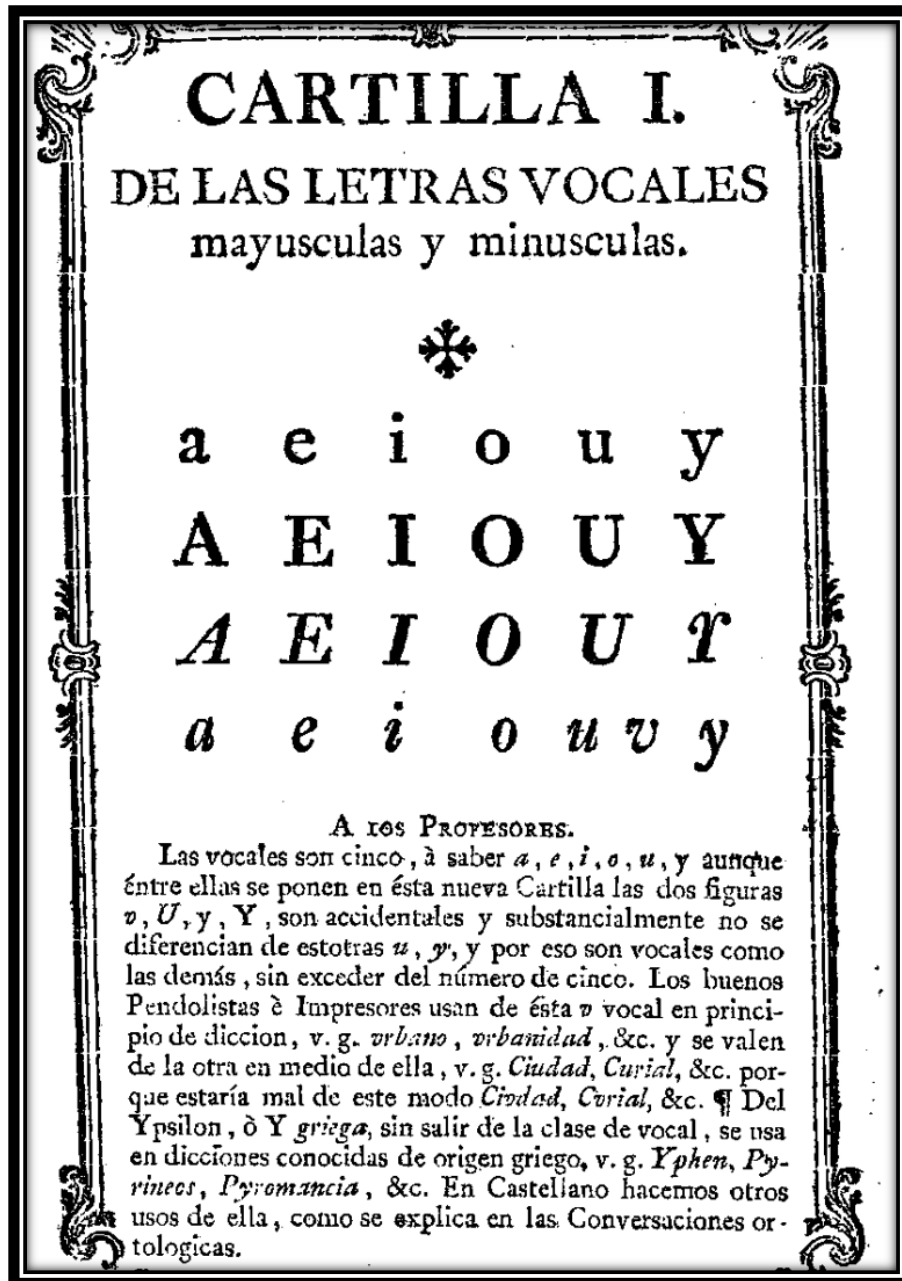 CARTILLA I.
DE LAS LETRAS VOCALES
mayusculas y minusculas.
a e i o u y
A E I O U Y
A E I O U Y
a e i o u v y
A LOS PROFESORES.
Las vocales son cinco, à saber a, e, i, o, u, y aunque
éntre ellas se ponen en ésta nueva Cartilla las dos figuras
v, U, y, Y, son accidentales y substancialmente no se
diferencian de estotras u, y, y por eso son vocales como
las demás, sin exceder del número de cinco. Los buenos
Pendolistas è Impresores usan de ésta v vocal en princi-
pio de diccion, v. g. vrbano, vrbanidad, &c. y se valen
de la otra en medio de ella, v. g. Ciudad, Curial, &c. por-
que estaría mal de este modo Civdad, Cvrial, &c. ¶ Del
Ypsilon, ò Y griega, sin salir de la clase de vocal, se usa
en dicciones conocidas de origen griego, v. g. Yphen, Py-
rineos, Pyromancia, &c. En Castellano hacemos otros
usos de ella, como se explica en las Conversaciones or-
tologicas.